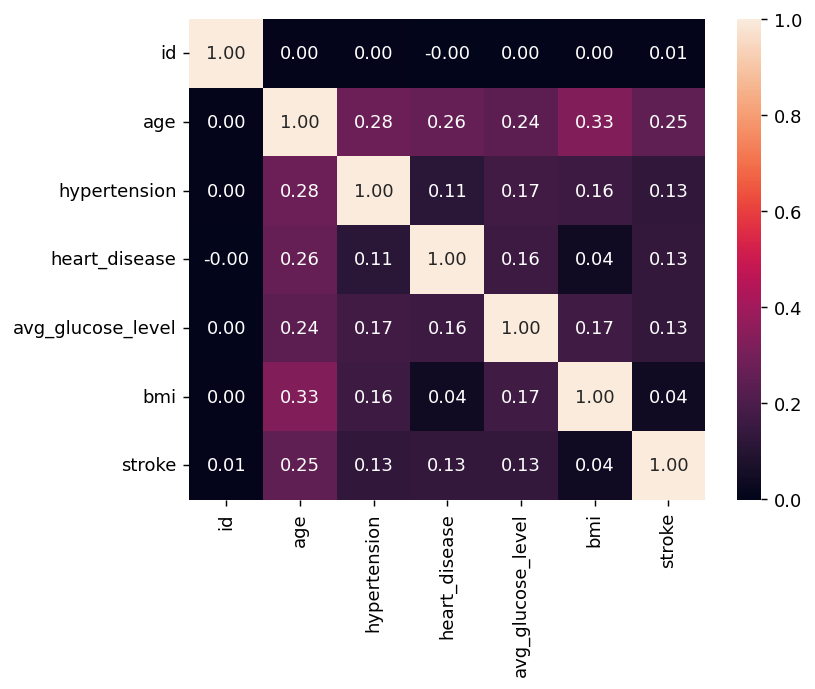 id 1.00 0.00 0.00 -0.00 0.00 0.00 0.01
age 0.00 1.00 0.28 0.26 0.24 0.33 0.25
hypertension 0.00 0.28 1.00 0.11 0.17 0.16 0.13
heart_disease -0.00 0.26 0.11 1.00 0.16 0.04 0.13
avg_glucose_level 0.00 0.24 0.17 0.16 1.00 0.17 0.13
bmi 0.00 0.33 0.16 0.04 0.17 1.00 0.04
stroke 0.01 0.25 0.13 0.13 0.13 0.04 1.00
id
age
hypertension
heart_disease
avg_glucose_level
bmi
stroke
1.0
0.8
0.6
0.4
0.2
0.0